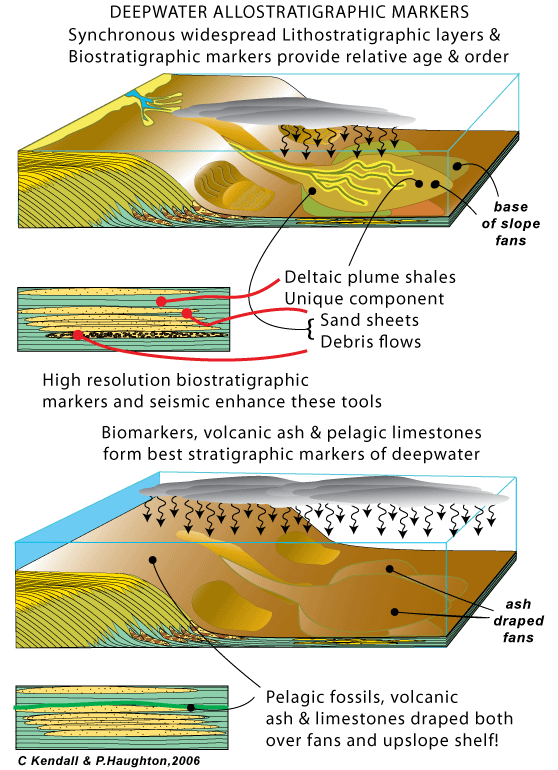 DEEPWATER ALLOSTRATIGRAPHIC MARKERS
Synchronous widespread Lithostratigraphic layers &
Biostratigraphic markers provide relative age & order
base
of slope
fans
Deltaic plume shales
Unique component
Sand sheets
Debris flows
High resolution biostratigraphic
markers and seismic enhance these tools
Biomarkers, volcanic ash & pelagic limestones
form best stratigraphic markers of deepwater
ash
draped
fans
Pelagic fossils, volcanic
ash & limestones draped both
over fans and upslope shelf!
C Kendall & P.Haughton,2006